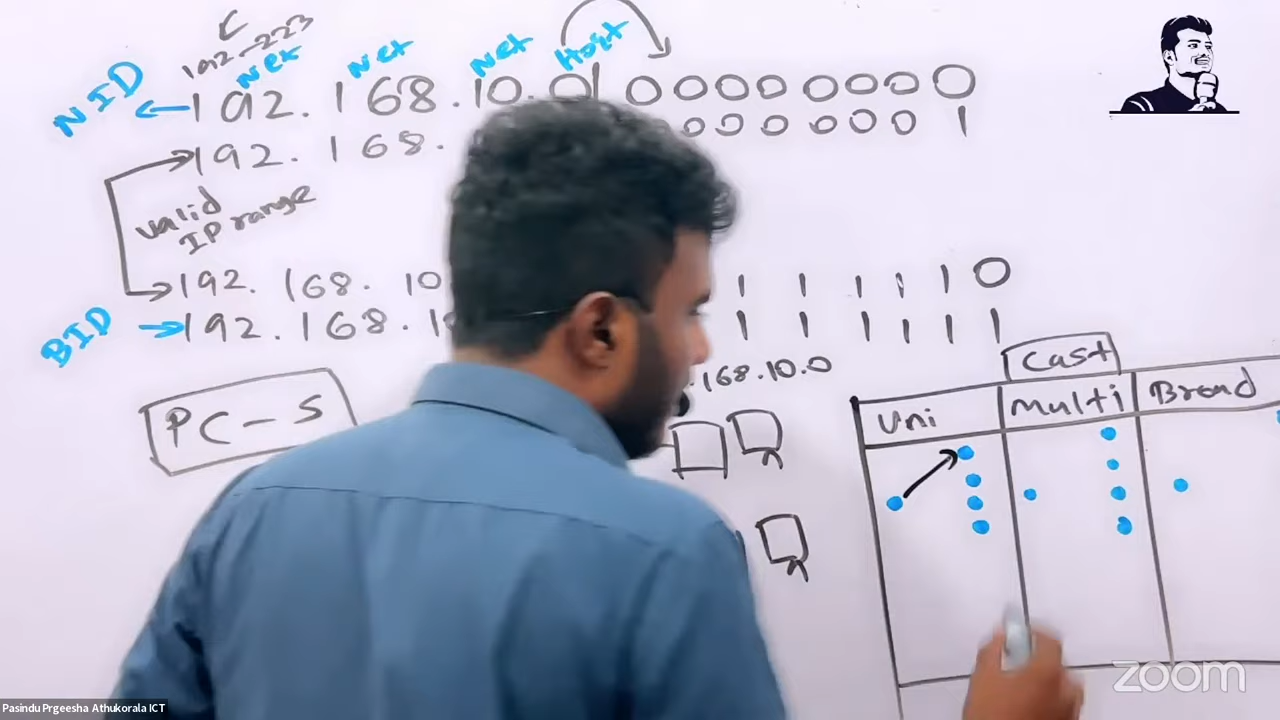 C
192-223
Net Net Net Host
NID
192.168.10.0 | 0 0 0 0 0 0 0 0
192.168. 0 0 0 0 0 0 1
valid
IP range
192.168.10 1 1 1 1 1 0
BID
192.168.1 1 1 1 1 1 1
.168.10.0
PC-5
Cast
Uni Multi Broad
zoom
Pasindu Prgeesha Athukorala ICT